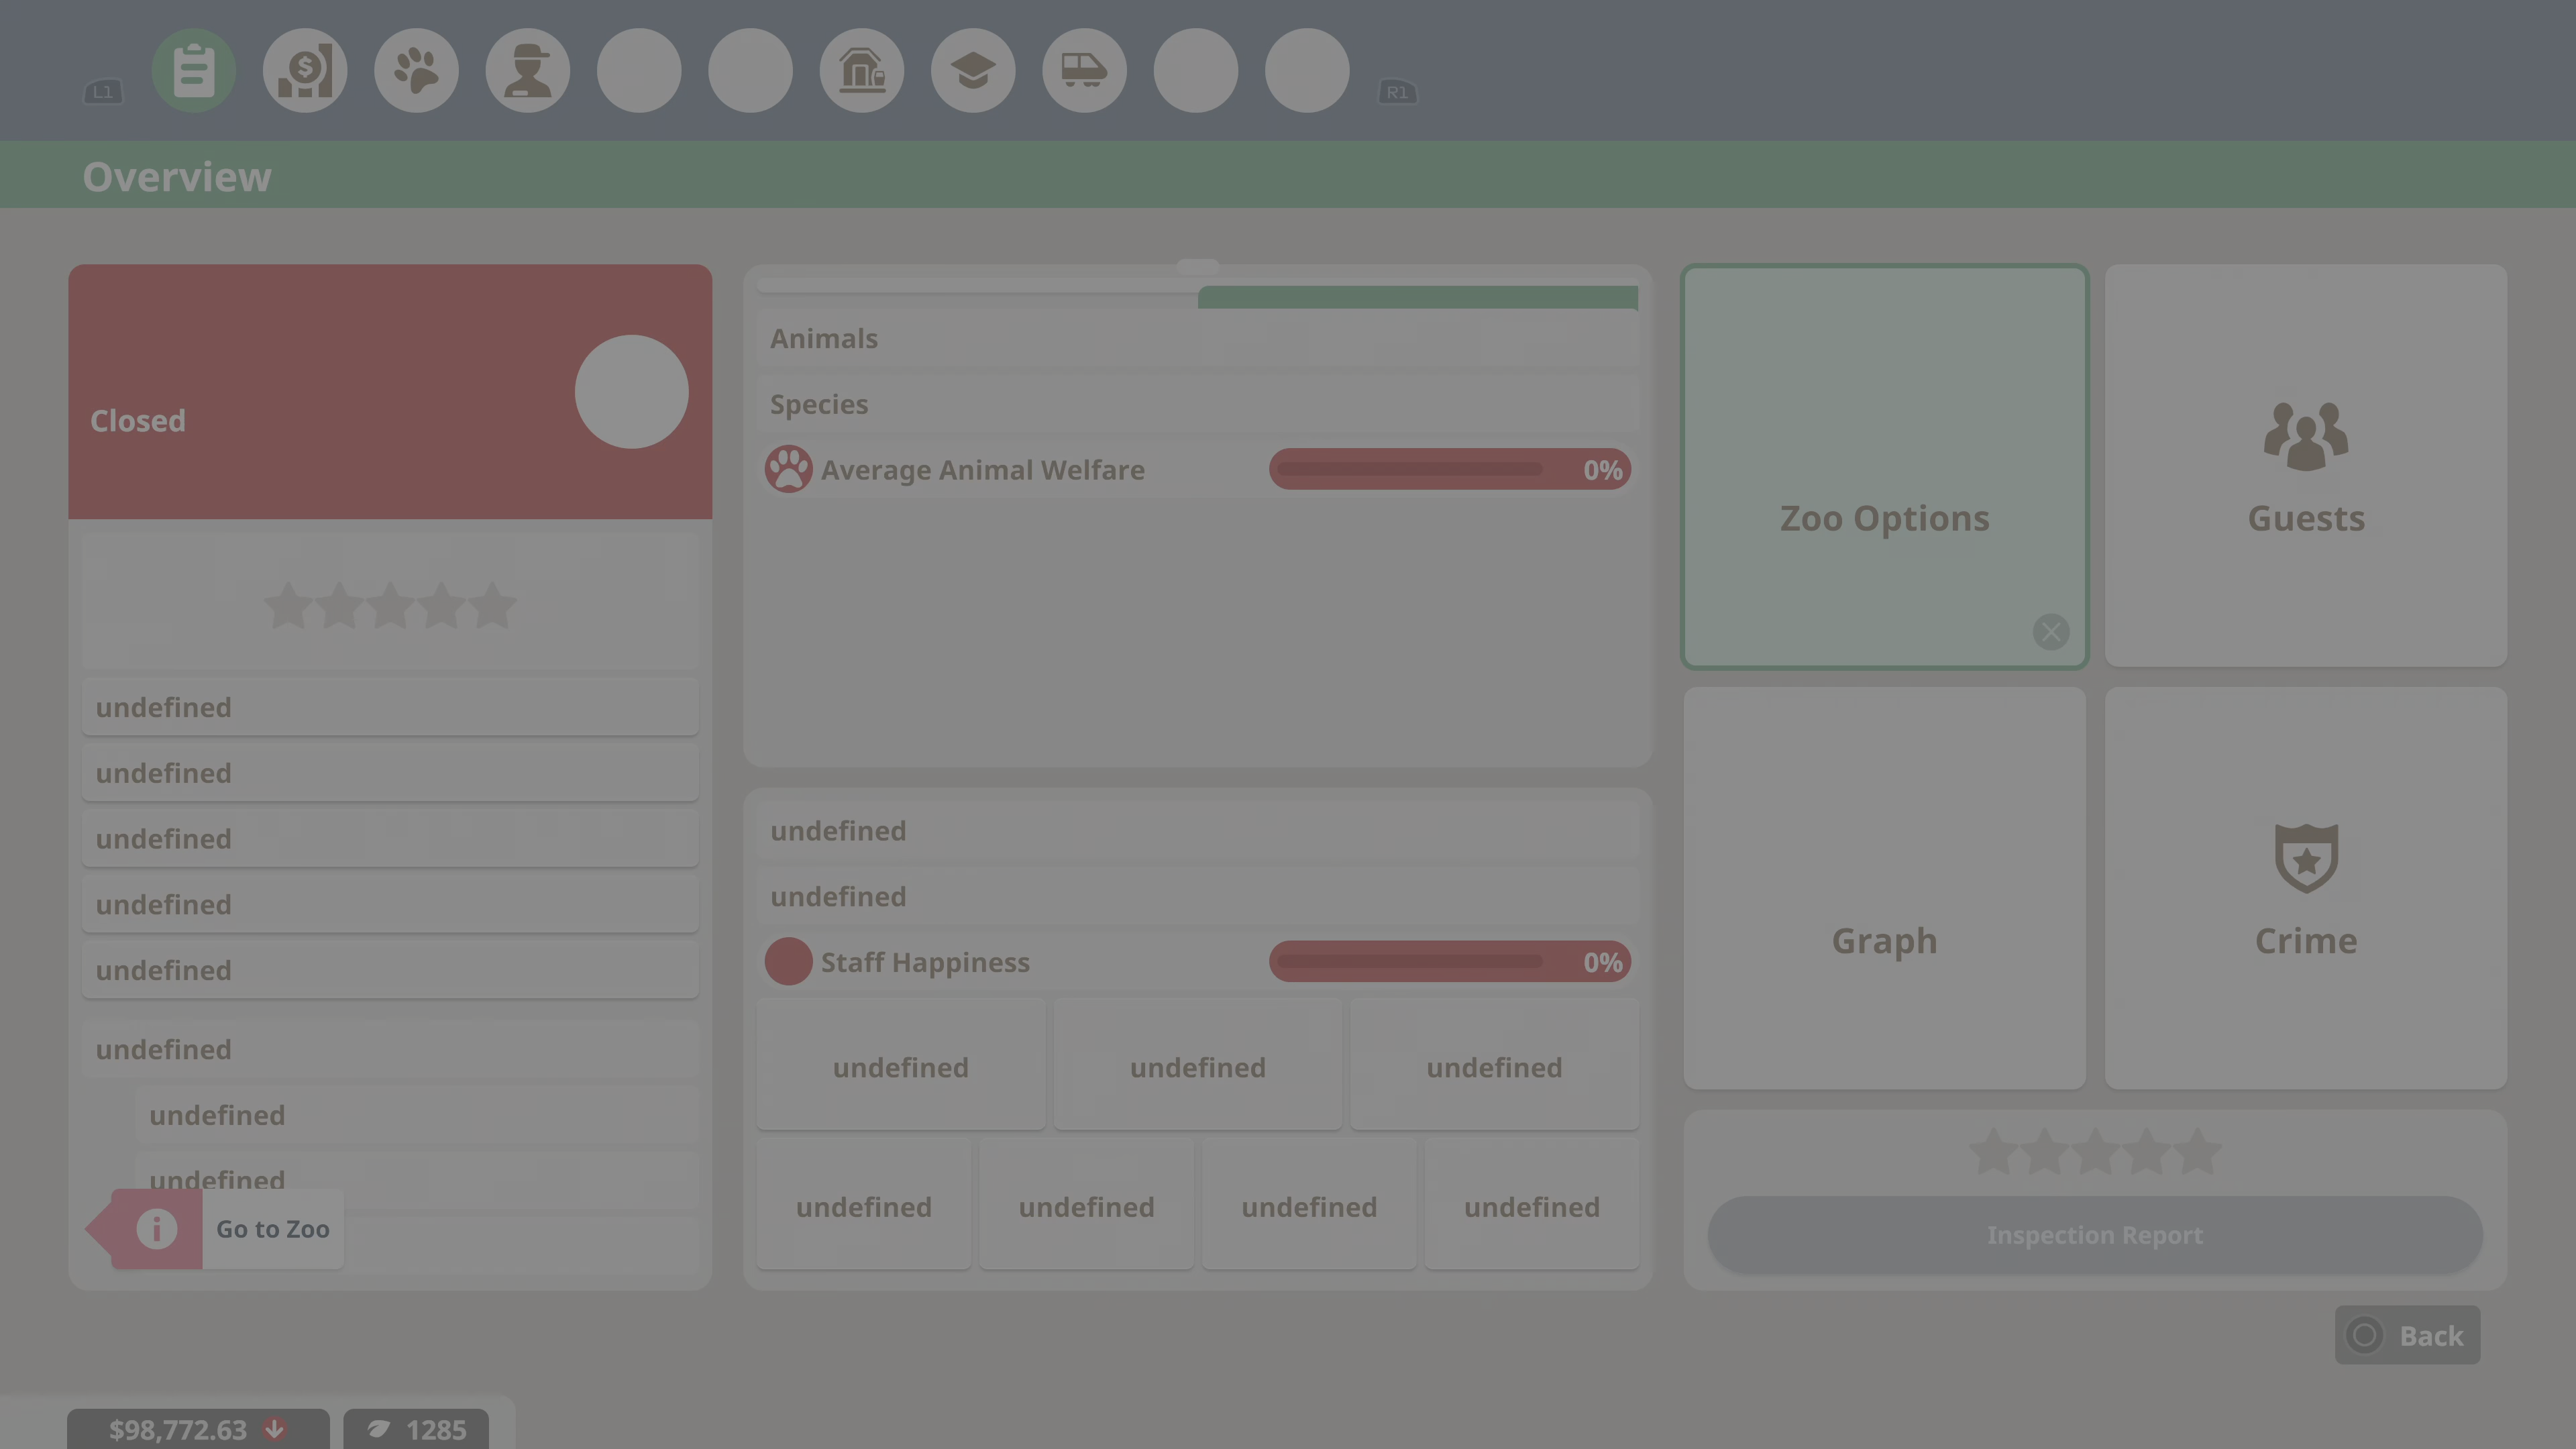 L1
R1
Overview
Closed
undefined
undefined
undefined
undefined
undefined
undefined
undefined
undefined
Go to Zoo
Animals
Species
Average Animal Welfare 0%
undefined
undefined
Staff Happiness 0%
undefined undefined undefined
undefined undefined undefined undefined
Zoo Options
Guests
Graph
Crime
Inspection Report
Back
$98,772.63
1285